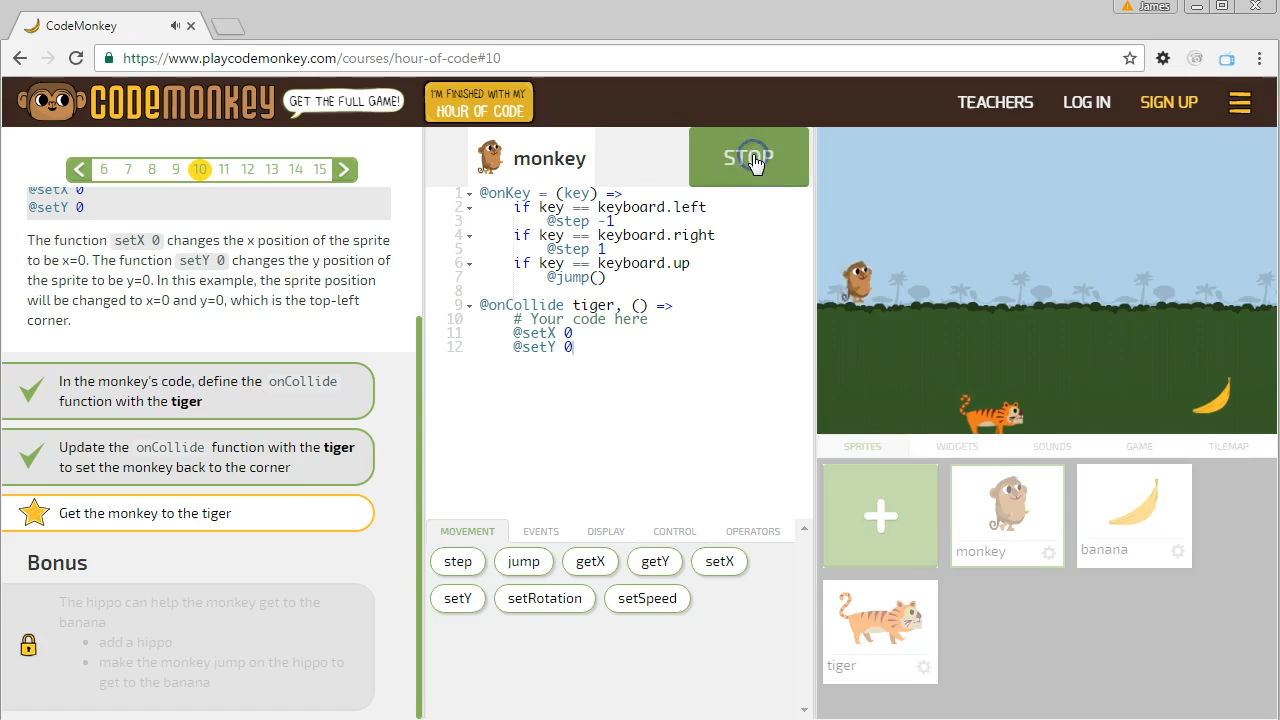 CodeMonkey
James
https://www.playcodemonkey.com/courses/hour-of-code#10
CODEMONKEY
GET THE FULL GAME!
I'M FINISHED WITH MY
HOUR OF CODE
TEACHERS
LOG IN
SIGN UP
6 7 8 9 10 11 12 13 14 15
@setX 0
@setY 0
The function setX 0 changes the x position of the sprite
to be x=0. The function setY 0 changes the y position of
the sprite to be y=0. In this example, the sprite position
will be changed to x=0 and y=0, which is the top-left
corner.
In the monkey's code, define the onCollide
function with the tiger
Update the onCollide function with the tiger
to set the monkey back to the corner
Get the monkey to the tiger
Bonus
The hippo can help the monkey get to the
banana
• add a hippo
• make the monkey jump on the hippo to
get to the banana
monkey
STOP
1 @onKey = (key) =>
2 if key == keyboard.left
3 @step -1
4 if key == keyboard.right
5 @step 1
6 if key == keyboard.up
7 @jump()
8
9 @onCollide tiger, () =>
10 # Your code here
11 @setX 0
12 @setY 0
MOVEMENT EVENTS DISPLAY CONTROL OPERATORS
step jump getX getY setX
setY setRotation setSpeed
SPRITES WIDGETS SOUNDS GAME TILEMAP
monkey
banana
tiger